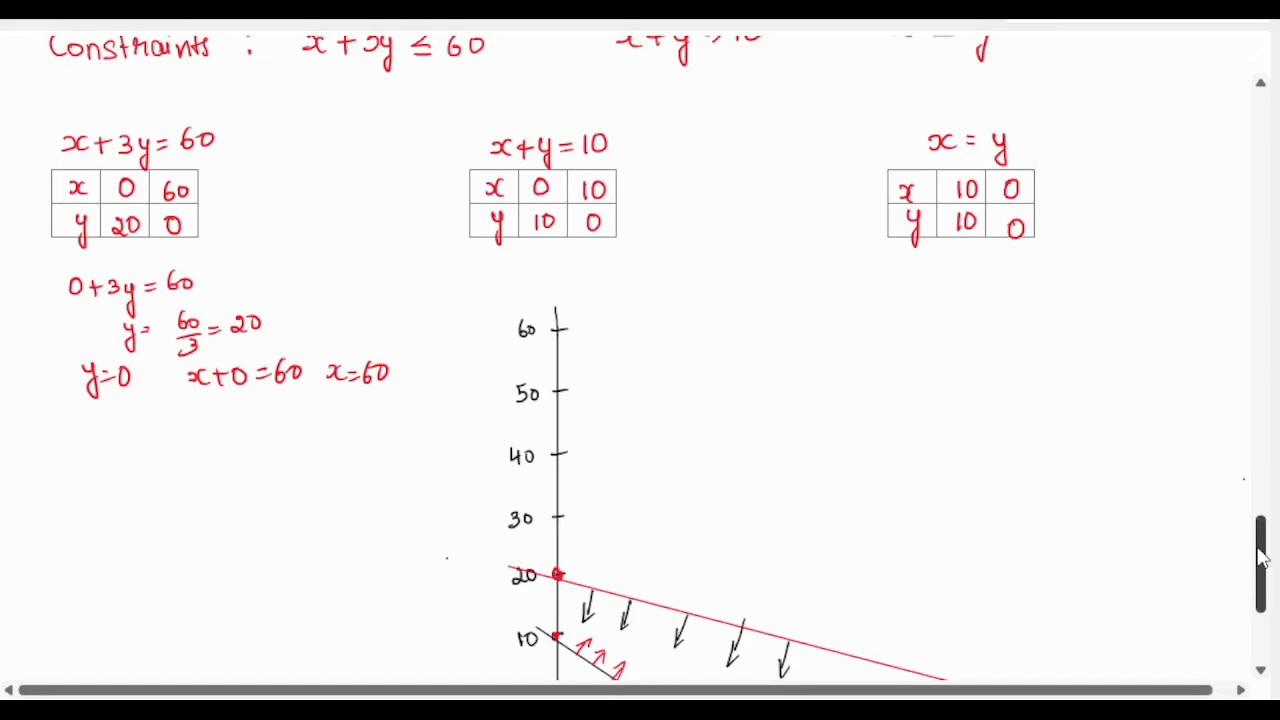 Constraints : x + 3y ≤ 60
x + 3y = 60
x 0 60
y 20 0
x + y = 10
x 0 10
y 10 0
x = y
x 10 0
y 10 0
0 + 3y = 60
y = 60/3 = 20
y = 0 x + 0 = 60 x = 60
60
50
40
30
20
10